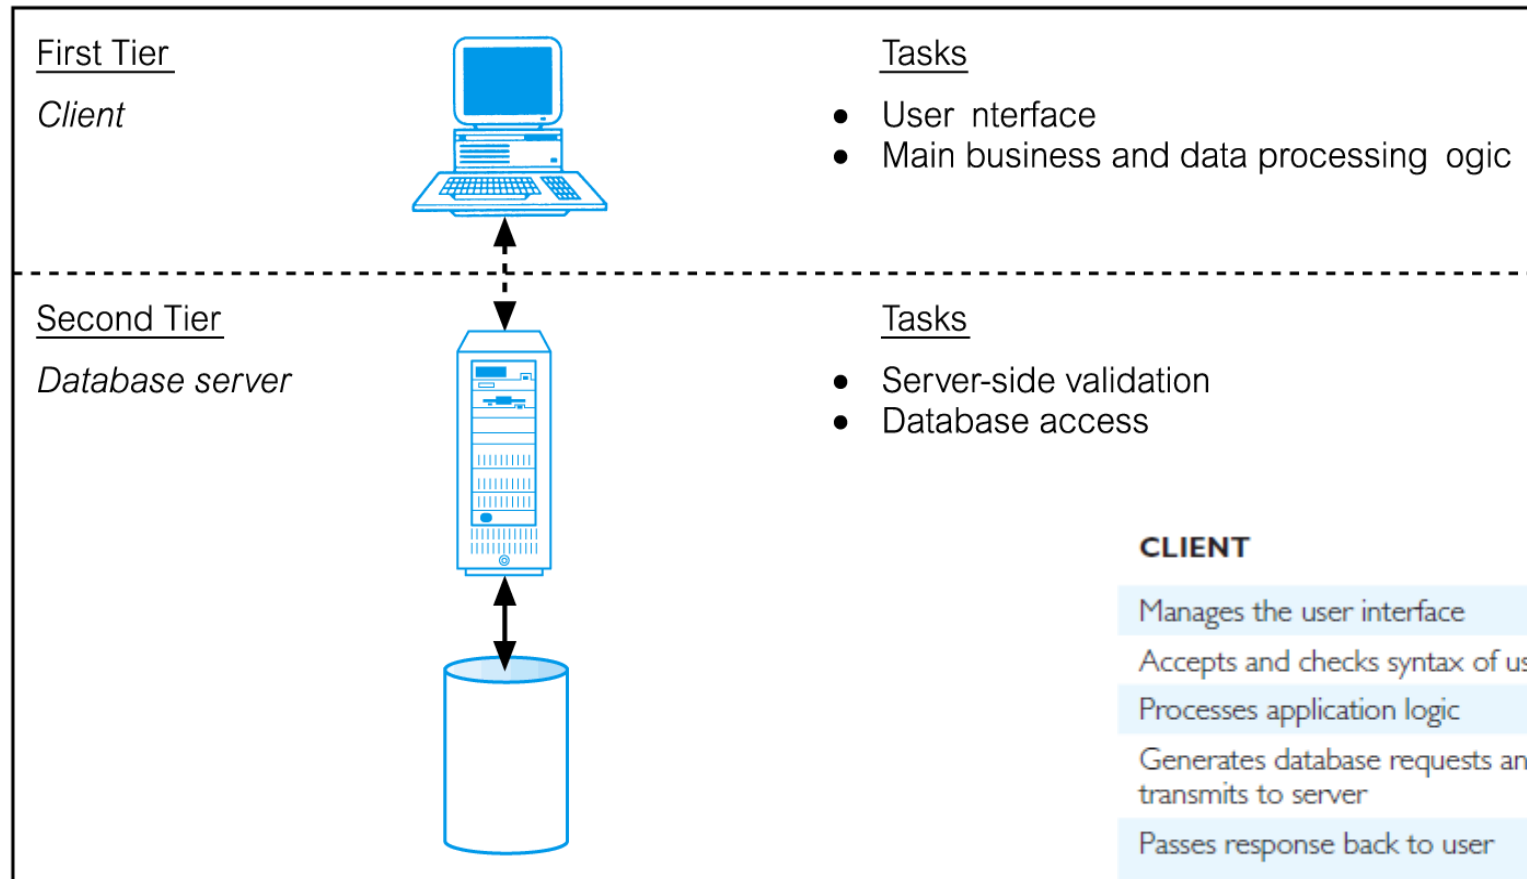 First Tier
Tasks
Client
• User nterface
• Main business and data processing ogic
Second Tier
Tasks
Database server
• Server-side validation
• Database access
CLIENT
Manages the user interface
Accepts and checks syntax of us
Processes application logic
Generates database requests an
transmits to server
Passes response back to user